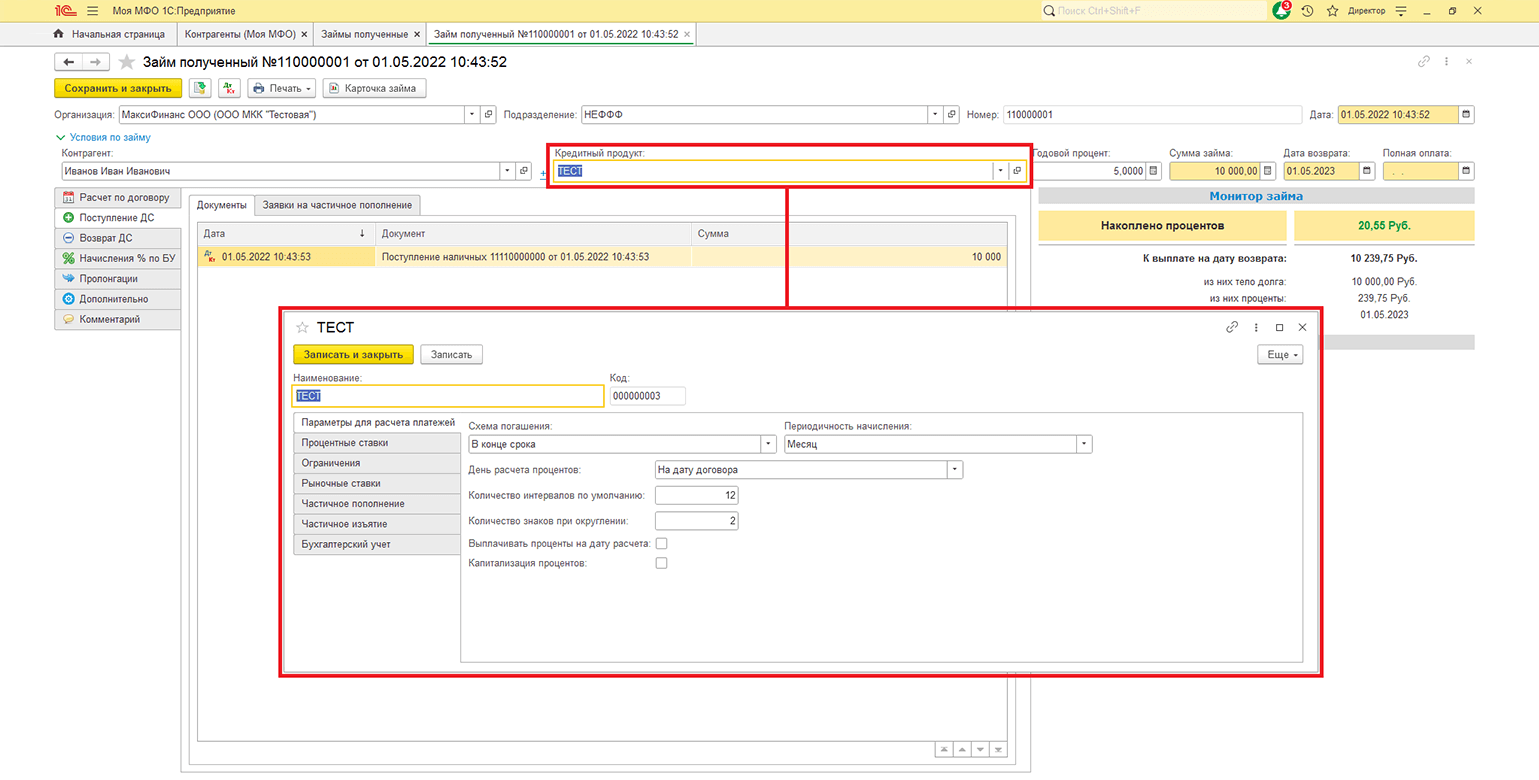 Моя МФО 1С:Предприятие
Поиск Ctrl+Shift+F
3
Директор
Начальная страница
Контрагенты (Моя МФО) ×
Займы полученные ×
Займ полученный №110000001 от 01.05.2022 10:43:52 ×
Займ полученный №110000001 от 01.05.2022 10:43:52
Сохранить и закрыть
Дт Кт
Печать
Карточка займа
Организация: МаксиФинанс ООО (ООО МКК "Тестовая")
Подразделение: НЕФФФ
Номер: 110000001
Дата: 01.05.2022 10:43:52
Условия по займу
Контрагент:
Кредитный продукт:
Годовой процент:
Сумма займа:
Дата возврата:
Полная оплата:
Иванов Иван Иванович
ТЕСТ
5,0000
10 000,00
01.05.2023
. .
Расчет по договору
Поступление ДС
Возврат ДС
Начисления % по БУ
Пролонгации
Дополнительно
Комментарий
Документы
Заявки на частичное пополнение
Дата ↓
Документ
Сумма
Дт Кт 01.05.2022 10:43:53
Поступление наличных 11110000000 от 01.05.2022 10:43:53
10 000
Монитор займа
Накоплено процентов
20,55 Руб.
К выплате на дату возврата: 10 239,75 Руб.
из них тело долга: 10 000,00 Руб.
из них проценты: 239,75 Руб.
01.05.2023
ТЕСТ
Записать и закрыть
Записать
Еще
Наименование:
Код:
ТЕСТ
000000003
Параметры для расчета платежей
Процентные ставки
Ограничения
Рыночные ставки
Частичное пополнение
Частичное изъятие
Бухгалтерский учет
Схема погашения:
Периодичность начисления:
В конце срока
Месяц
День расчета процентов: На дату договора
Количество интервалов по умолчанию: 12
Количество знаков при округлении: 2
Выплачивать проценты на дату расчета:
Капитализация процентов: